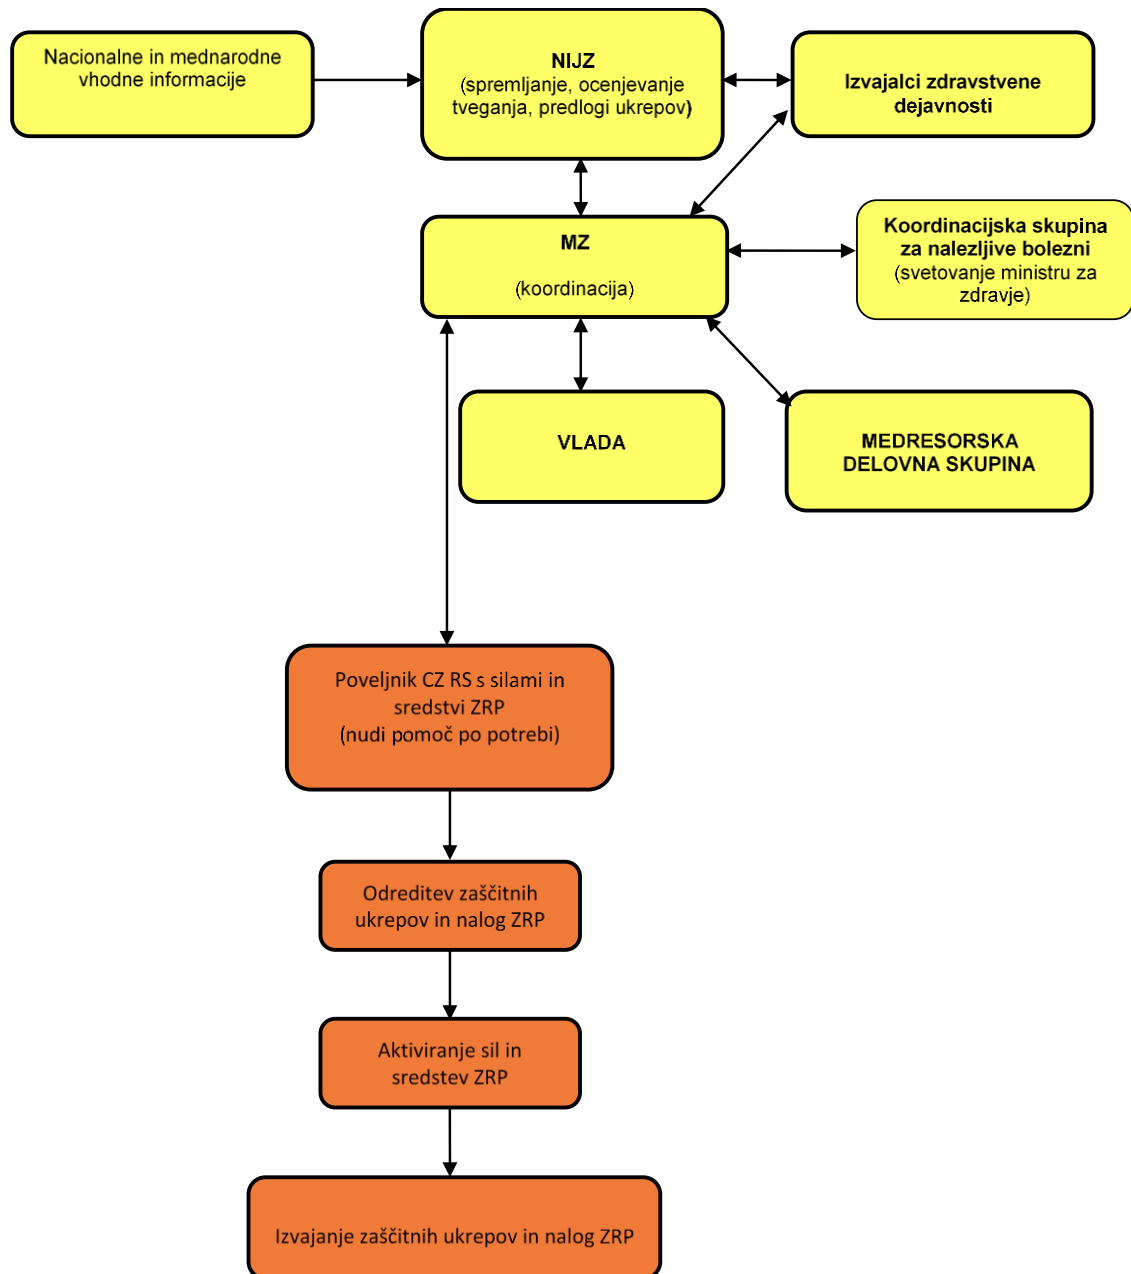 Nacionalne in mednarodne
vhodne informacije
NIJZ
(spremljanje, ocenjevanje
tveganja, predlogi ukrepov)
Izvajalci zdravstvene
dejavnosti
MZ
(koordinacija)
Koordinacijska skupina
za nalezljive bolezni
(svetovanje ministru za
zdravje)
VLADA
MEDRESORSKA
DELOVNA SKUPINA
Poveljnik CZ RS s silami in
sredstvi ZRP
(nudi pomoč po potrebi)
Odreditev zaščitnih
ukrepov in nalog ZRP
Aktiviranje sil in
sredstev ZRP
Izvajanje zaščitnih ukrepov in nalog ZRP